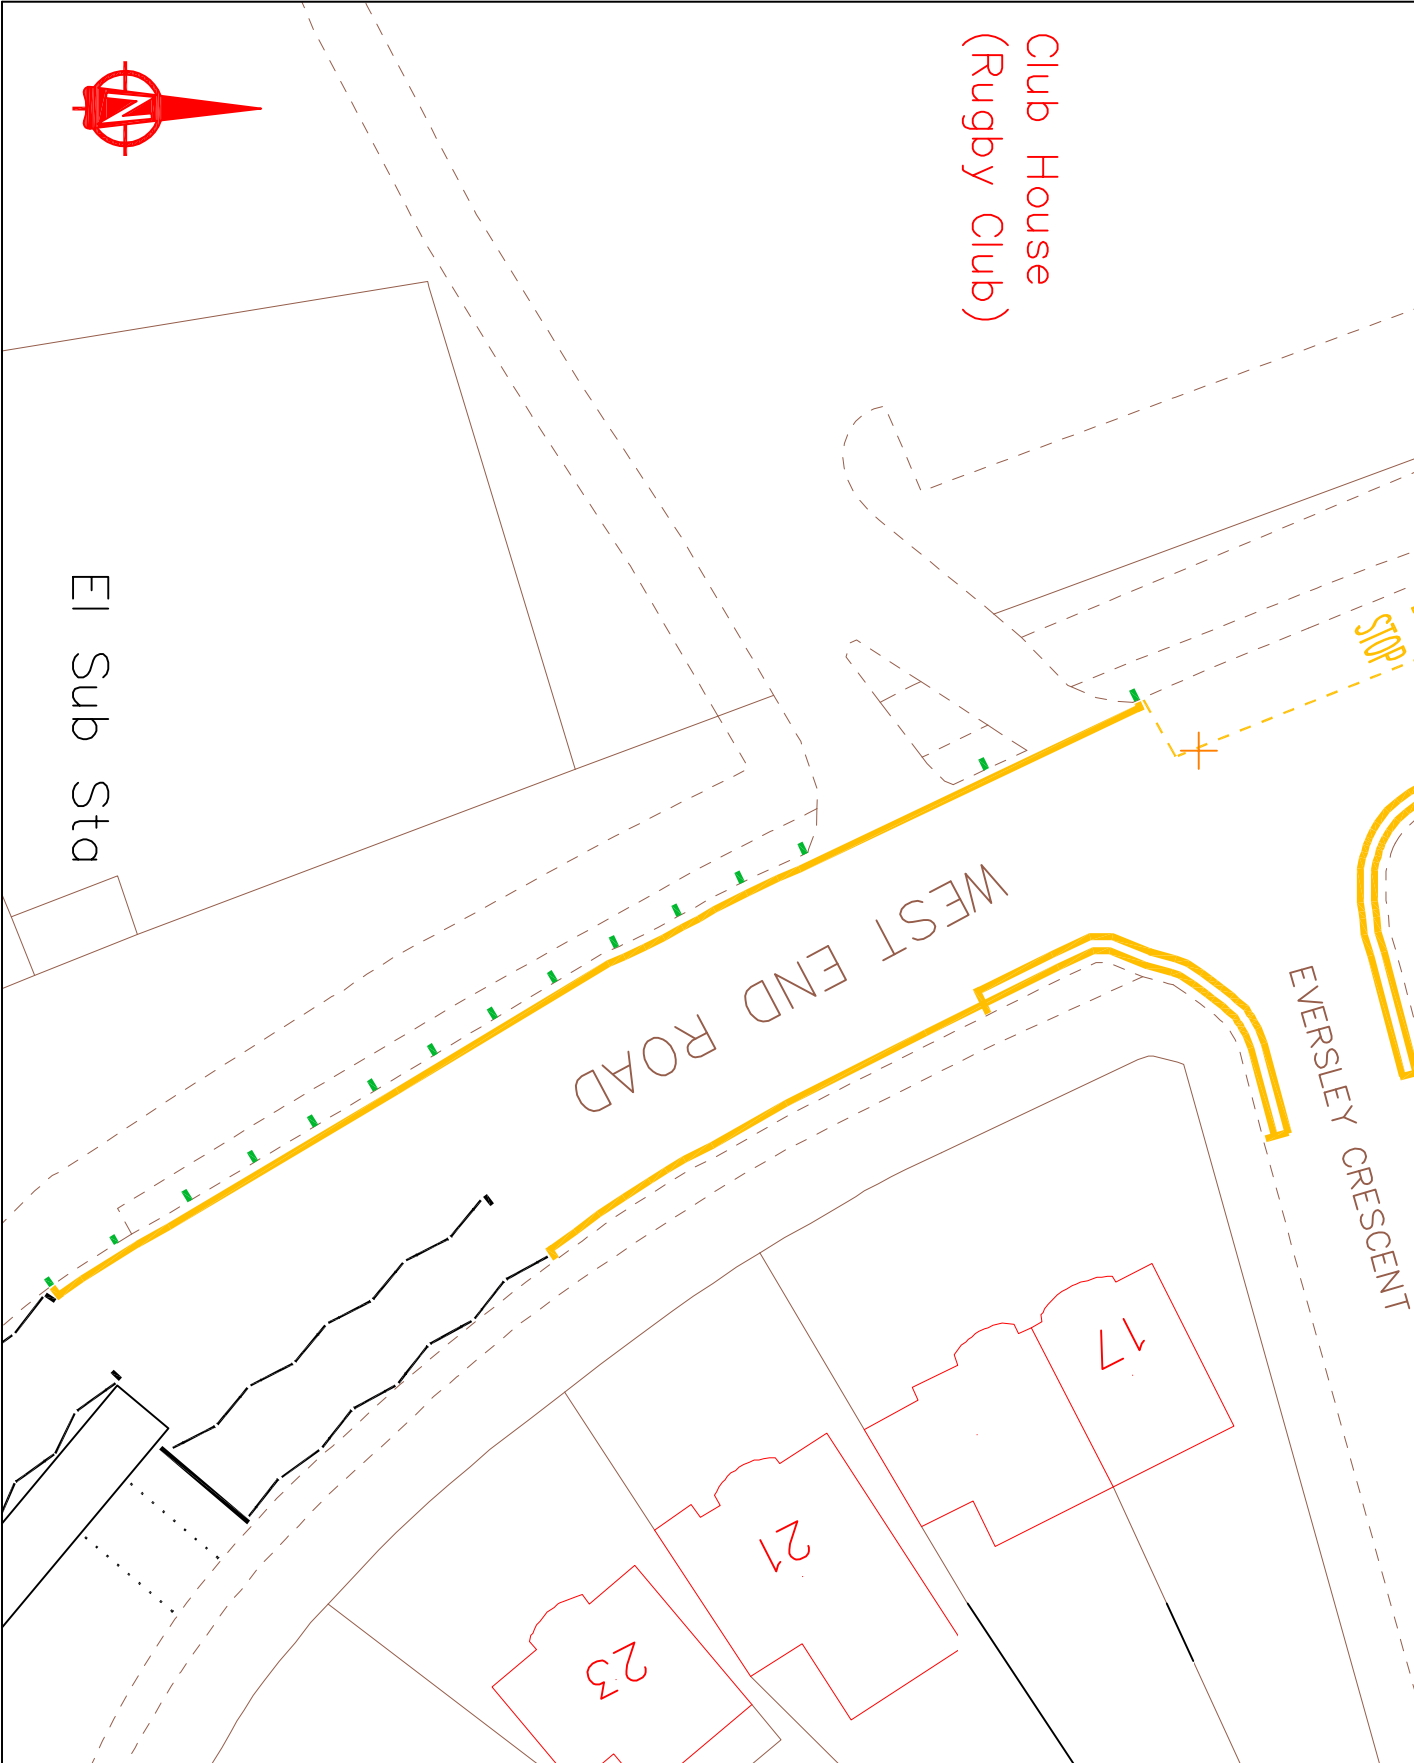 Club House
(Rugby Club)
N
El Sub Sta
STOP
WEST END ROAD
EVERSLEY CRESCENT
17
21
23